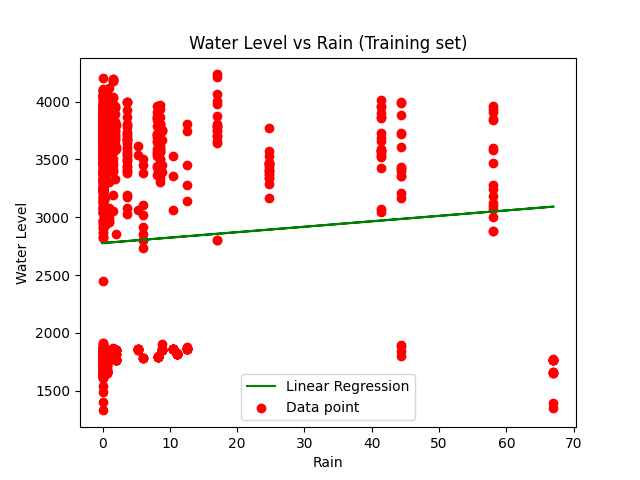 Water Level vs Rain (Training set)
4000
3500
3000
2500
2000
1500
Water Level
0 10 20 30 40 50 60 70
Rain
Linear Regression
Data point